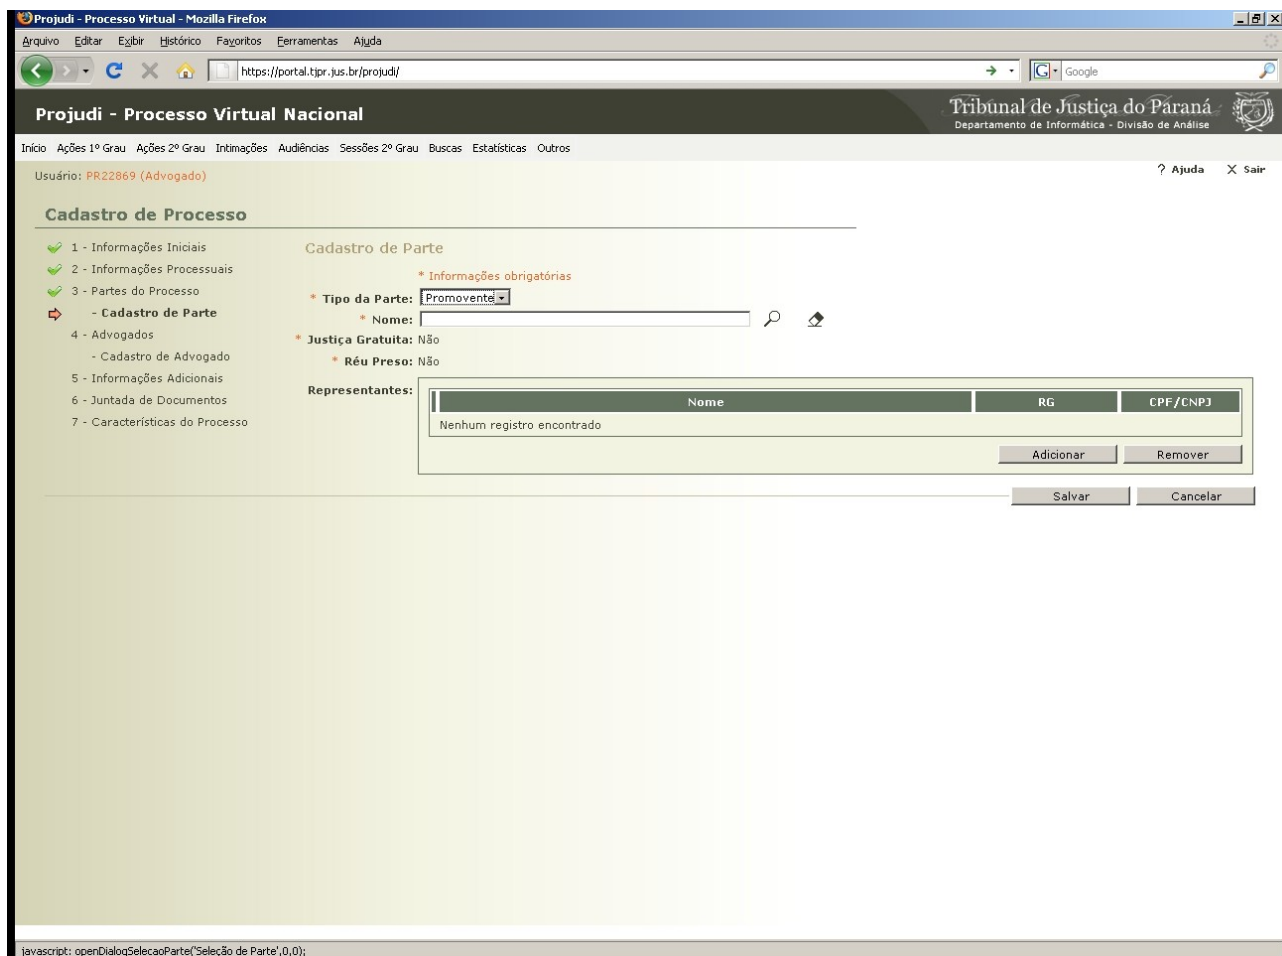 Projudi - Processo Virtual - Mozilla Firefox
Arquivo Editar Exibir Histórico Favoritos Ferramentas Ajuda
https://portal.tjpr.jus.br/projudi/
G Google
Projudi - Processo Virtual Nacional
Tribunal de Justiça do Paraná
Departamento de Informática - Divisão de Análise
Início Ações 1º Grau Ações 2º Grau Intimações Audiências Sessões 2º Grau Buscas Estatísticas Outros
Usuário: PR22869 (Advogado)
? Ajuda X Sair
Cadastro de Processo
1 - Informações Iniciais
2 - Informações Processuais
3 - Partes do Processo
- Cadastro de Parte
4 - Advogados
- Cadastro de Advogado
5 - Informações Adicionais
6 - Juntada de Documentos
7 - Características do Processo
Cadastro de Parte
* Informações obrigatórias
* Tipo da Parte: Promovente
* Nome:
* Justiça Gratuita: Não
* Réu Preso: Não
Representantes:
Nome RG CPF/CNPJ
Nenhum registro encontrado
Adicionar Remover
Salvar Cancelar
javascript: openDialogSelecaoParte('Seleção de Parte',0,0);